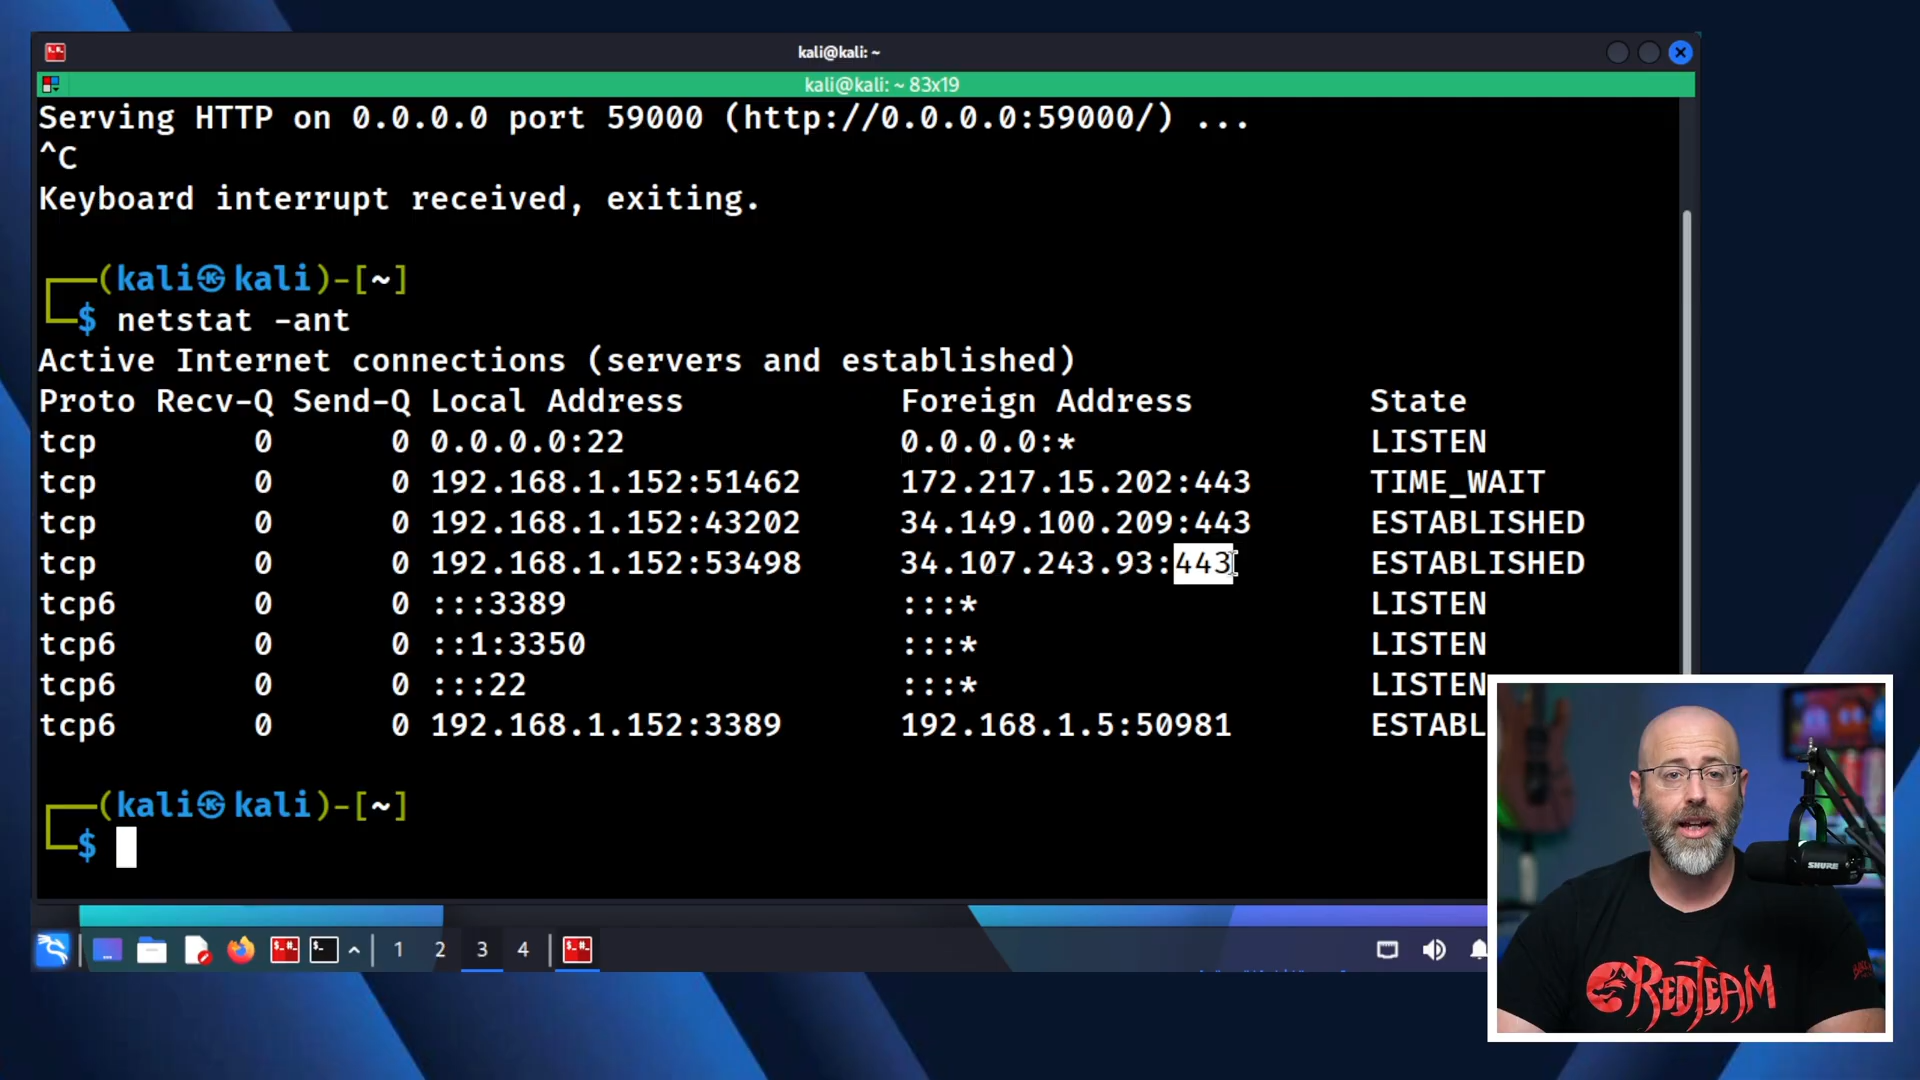 kali@kali: ~
kali@kali: ~ 83x19
Serving HTTP on 0.0.0.0 port 59000 (http://0.0.0.0:59000/) ...
^C
Keyboard interrupt received, exiting.
┌──(kali㉿kali)-[~]
└─$ netstat -ant
Active Internet connections (servers and established)
Proto Recv-Q Send-Q Local Address           Foreign Address         State
tcp        0      0 0.0.0.0:22              0.0.0.0:*               LISTEN
tcp        0      0 192.168.1.152:51462     172.217.15.202:443      TIME_WAIT
tcp        0      0 192.168.1.152:43202     34.149.100.209:443      ESTABLISHED
tcp        0      0 192.168.1.152:53498     34.107.243.93:443       ESTABLISHED
tcp6       0      0 :::3389                 :::*                    LISTEN
tcp6       0      0 ::1:3350                :::*                    LISTEN
tcp6       0      0 :::22                   :::*                    LISTEN
tcp6       0      0 192.168.1.152:3389      192.168.1.5:50981       ESTABL
┌──(kali㉿kali)-[~]
└─$
1 2 3 4
SHURE
REDTEAM